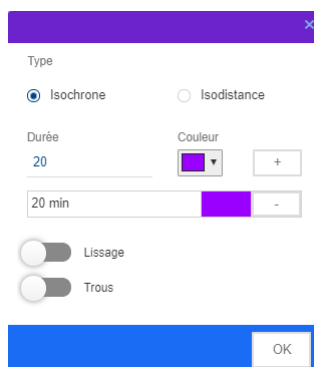 ×
Type
Isochrone Isodistance
Durée Couleur
20 +
20 min -
Lissage
Trous
OK